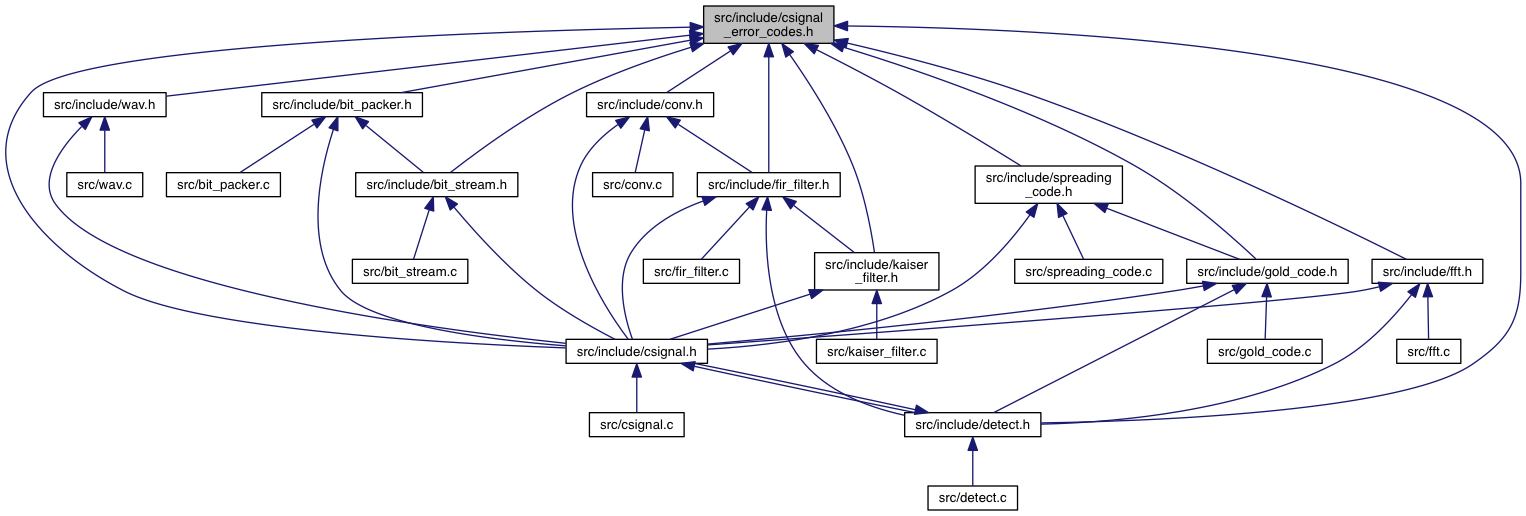 src/include/csignal
_error_codes.h
src/include/wav.h
src/include/bit_packer.h
src/include/conv.h
src/wav.c
src/bit_packer.c
src/include/bit_stream.h
src/conv.c
src/include/fir_filter.h
src/include/spreading
_code.h
src/bit_stream.c
src/fir_filter.c
src/include/kaiser
_filter.h
src/spreading_code.c
src/include/gold_code.h
src/include/fft.h
src/include/csignal.h
src/kaiser_filter.c
src/gold_code.c
src/fft.c
src/csignal.c
src/include/detect.h
src/detect.c